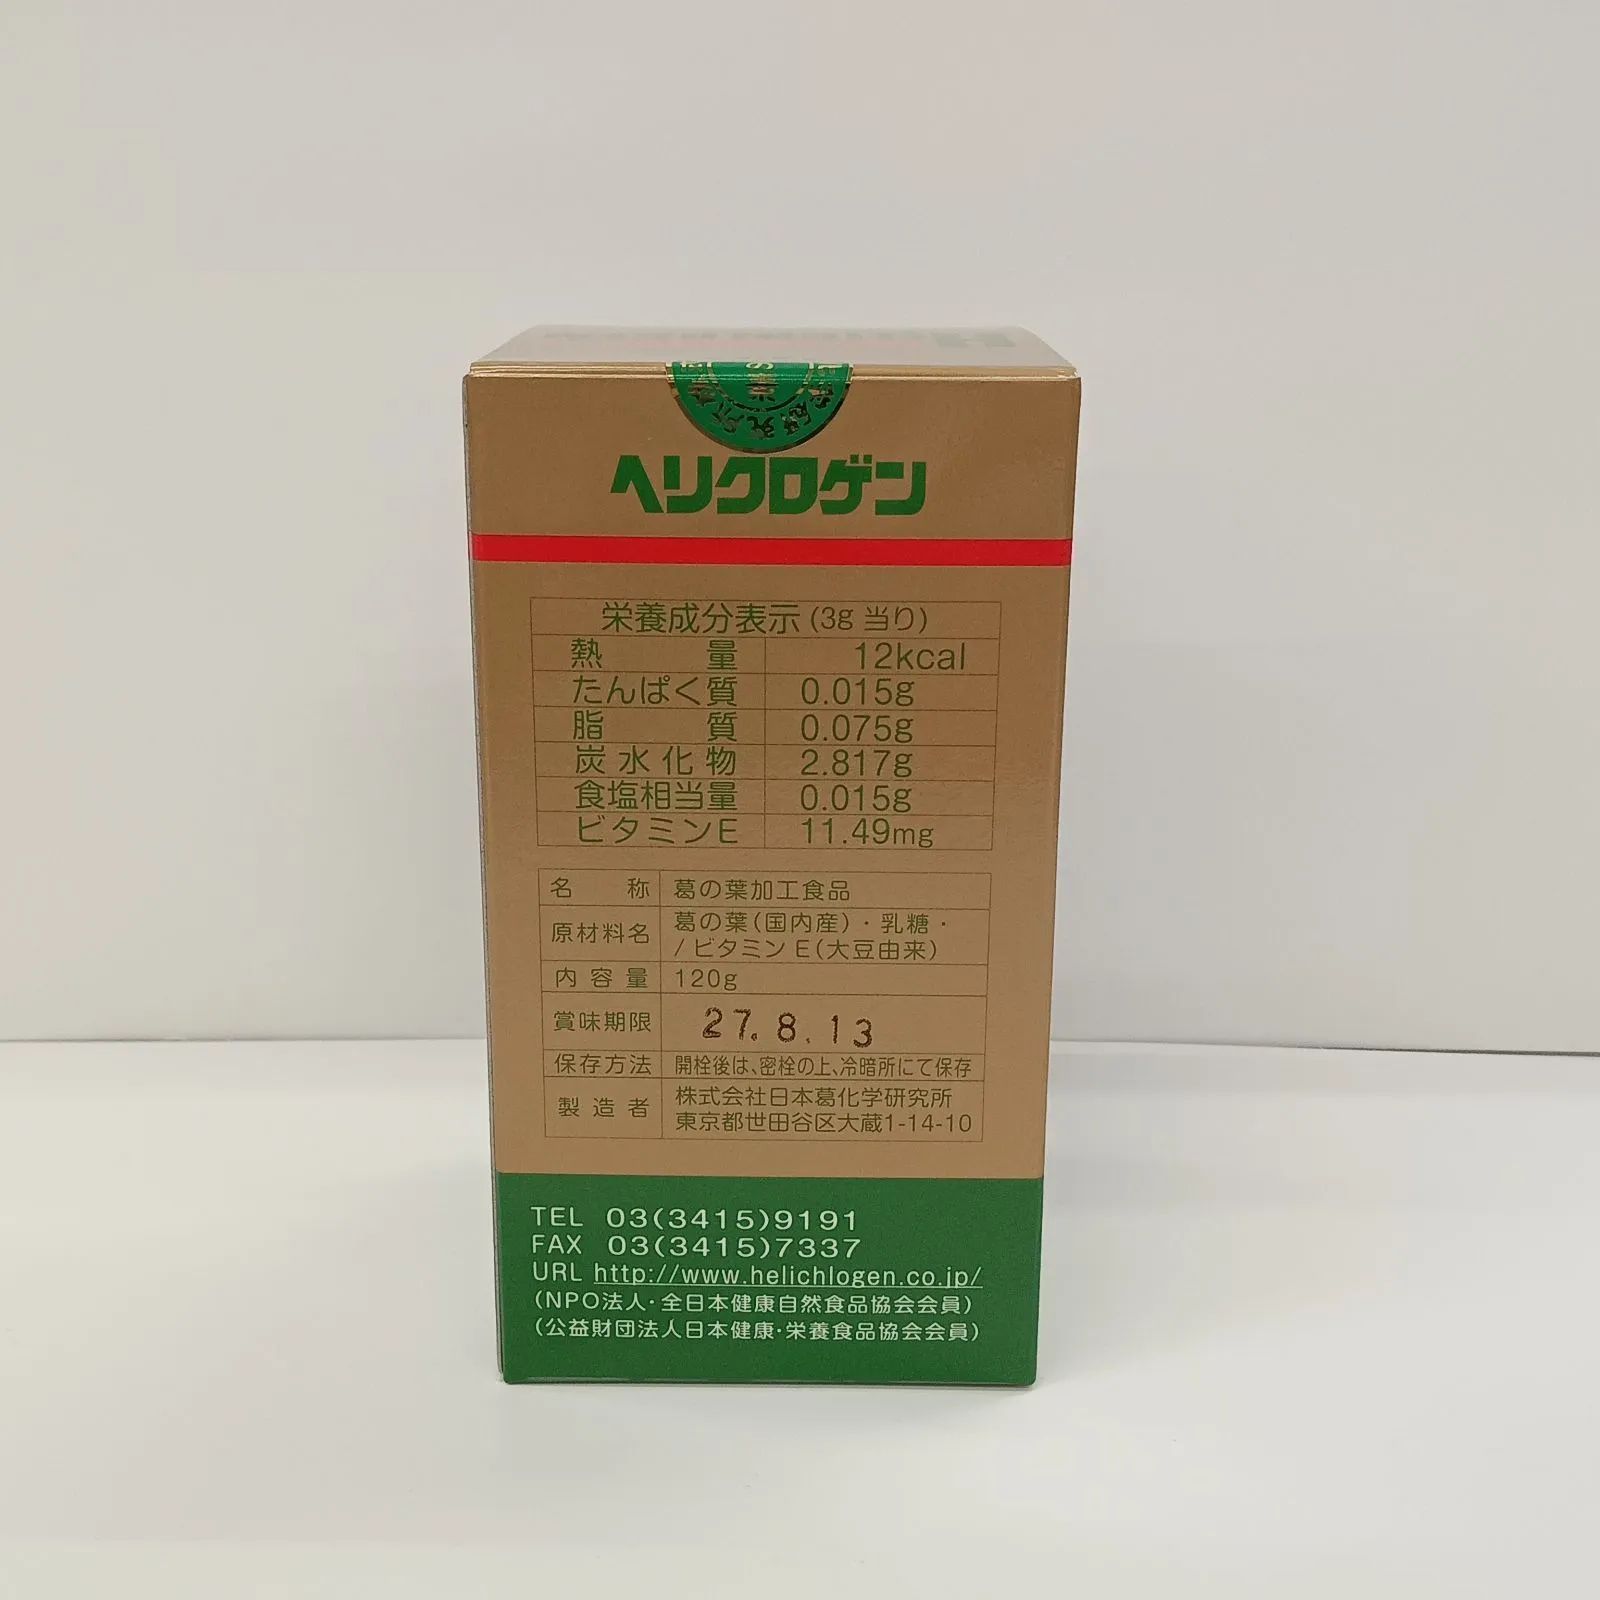 ヘリクロゲン
栄養成分表示(3g 当り)
熱量 12kcal
たんぱく質 0.015g
脂質 0.075g
炭水化物 2.817g
食塩相当量 0.015g
ビタミンE 11.49mg
名称 葛の葉加工食品
原材料名 葛の葉(国内産)・乳糖・
/ビタミンE(大豆由来)
内容量 120g
賞味期限 27.8.13
保存方法 開栓後は、密栓の上、冷暗所にて保存
製造者 株式会社日本葛化学研究所
東京都世田谷区大蔵1-14-10
TEL 03(3415)9191
FAX 03(3415)7337
URL http://www.helichlogen.co.jp/
(NPO法人・全日本健康自然食品協会会員)
(公益財団法人日本健康・栄養食品協会会員)